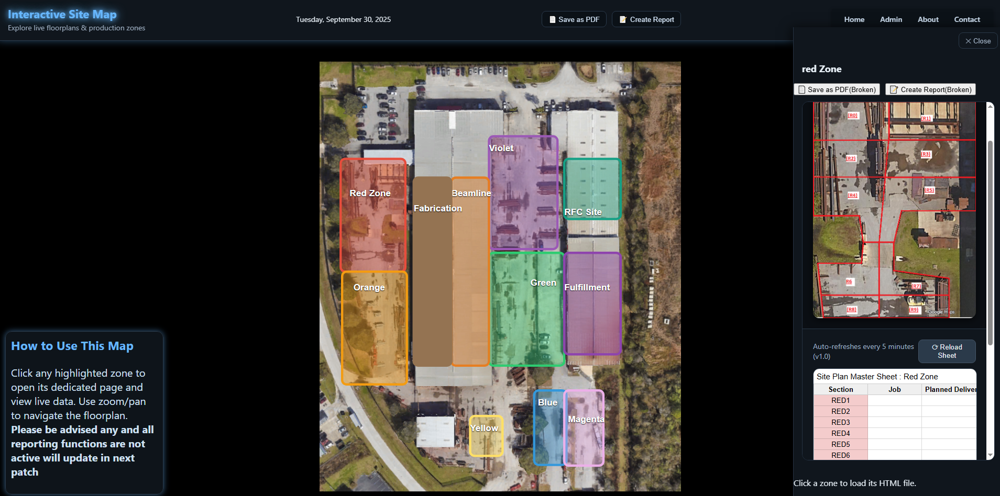 Interactive Site Map
Explore live floorplans & production zones
Tuesday, September 30, 2025
Save as PDF
Create Report
Home
Admin
About
Contact
Close
red Zone
Save as PDF(Broken)
Create Report(Broken)
(R0)
(R1)
(R2)
(R3)
(R4)
(R5)
R6
(R7)
(R8)
(R9)
Google Maps
Auto-refreshes every 5 minutes
(v1.0)
Reload
Sheet
Site Plan Master Sheet : Red Zone
Section Job Planned Deliver
RED1
RED2
RED3
RED4
RED5
RED6
Click a zone to load its HTML file.
Violet
Red Zone
Beamline
Fabrication
RFC Site
Orange
Green
Fulfillment
Blue
Magenta
Yellow
How to Use This Map
Click any highlighted zone to
open its dedicated page and
view live data. Use zoom/pan
to navigate the floorplan.
Please be advised any and all
reporting functions are not
active will update in next
patch